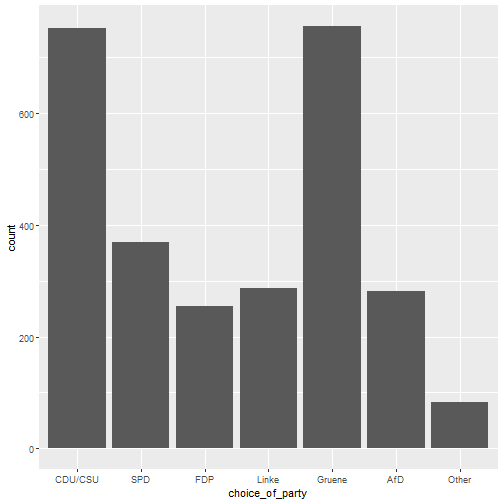 600
400
200
0
count
CDU/CSU SPD FDP Linke Gruene AfD Other
choice_of_party